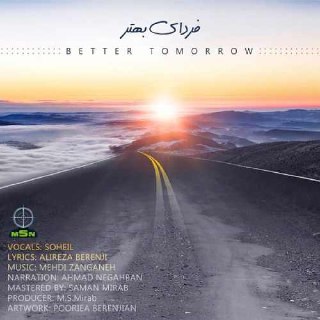 فردای بهتر
BETTER TOMORROW
mSn
VOCALS: SOHEIL
LYRICS: ALIREZA BERENJI
MUSIC: MEHDI ZANGANEH
NARRATION: AHMAD NEGAHBAN
MASTERED BY: SAMAN MIRAB
PRODUCER: M.S.Mirab
ARTWORK: POORIEA BERENJIAN